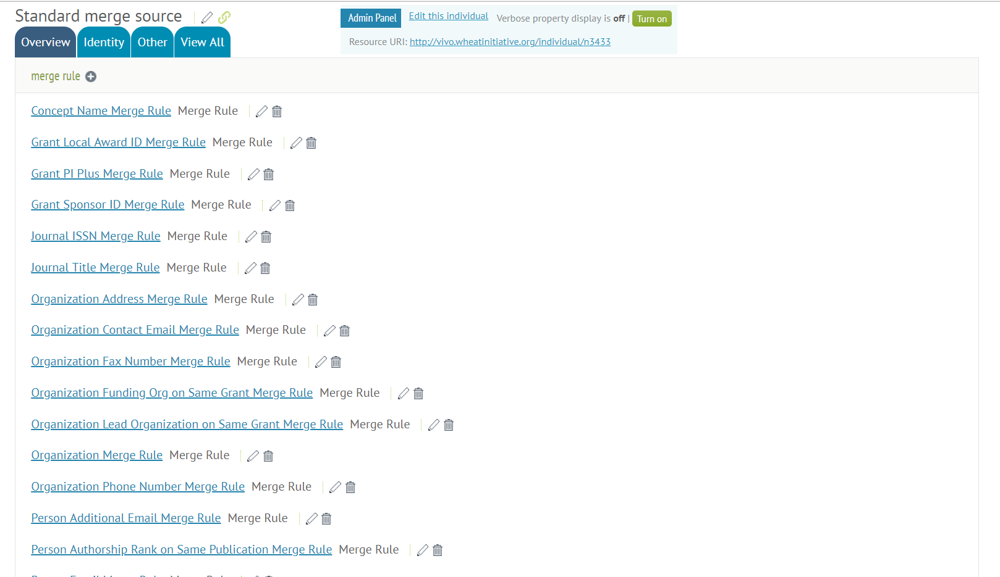 Standard merge source
Admin Panel Edit this individual Verbose property display is off | Turn on
Resource URI: http://vivo.wheatinitiative.org/individual/n3433
Overview Identity Other View All
merge rule
Concept Name Merge Rule Merge Rule
Grant Local Award ID Merge Rule Merge Rule
Grant PI Plus Merge Rule Merge Rule
Grant Sponsor ID Merge Rule Merge Rule
Journal ISSN Merge Rule Merge Rule
Journal Title Merge Rule Merge Rule
Organization Address Merge Rule Merge Rule
Organization Contact Email Merge Rule Merge Rule
Organization Fax Number Merge Rule Merge Rule
Organization Funding Org on Same Grant Merge Rule Merge Rule
Organization Lead Organization on Same Grant Merge Rule Merge Rule
Organization Merge Rule Merge Rule
Organization Phone Number Merge Rule Merge Rule
Person Additional Email Merge Rule Merge Rule
Person Authorship Rank on Same Publication Merge Rule Merge Rule